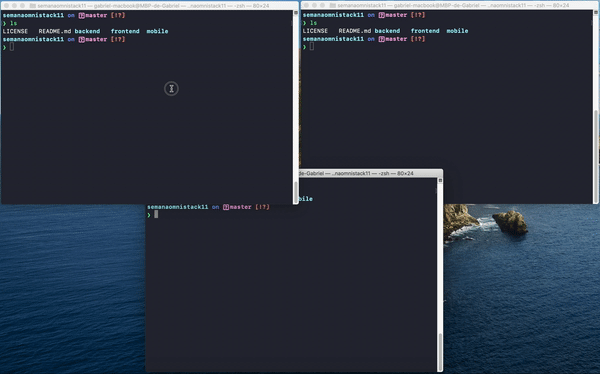 semanaomnistack11 — gabriel-macbook@MBP-de-Gabriel — ..naomnistack11 — -zsh — 80×24
semanaomnistack11 on master [!?]
❯ ls
LICENSE README.md backend frontend mobile
semanaomnistack11 on master [!?]
❯
semanaomnistack11 — gabriel-macbook@MBP-de-Gabriel — ..naomnistack11 — -zsh — 80×24
semanaomnistack11 on master [!?]
❯ ls
LICENSE README.md backend frontend mobile
semanaomnistack11 on master [!?]
❯
de-Gabriel — ..naomnistack11 — -zsh — 80×24
bile
semanaomnistack11 on master [!?]
❯